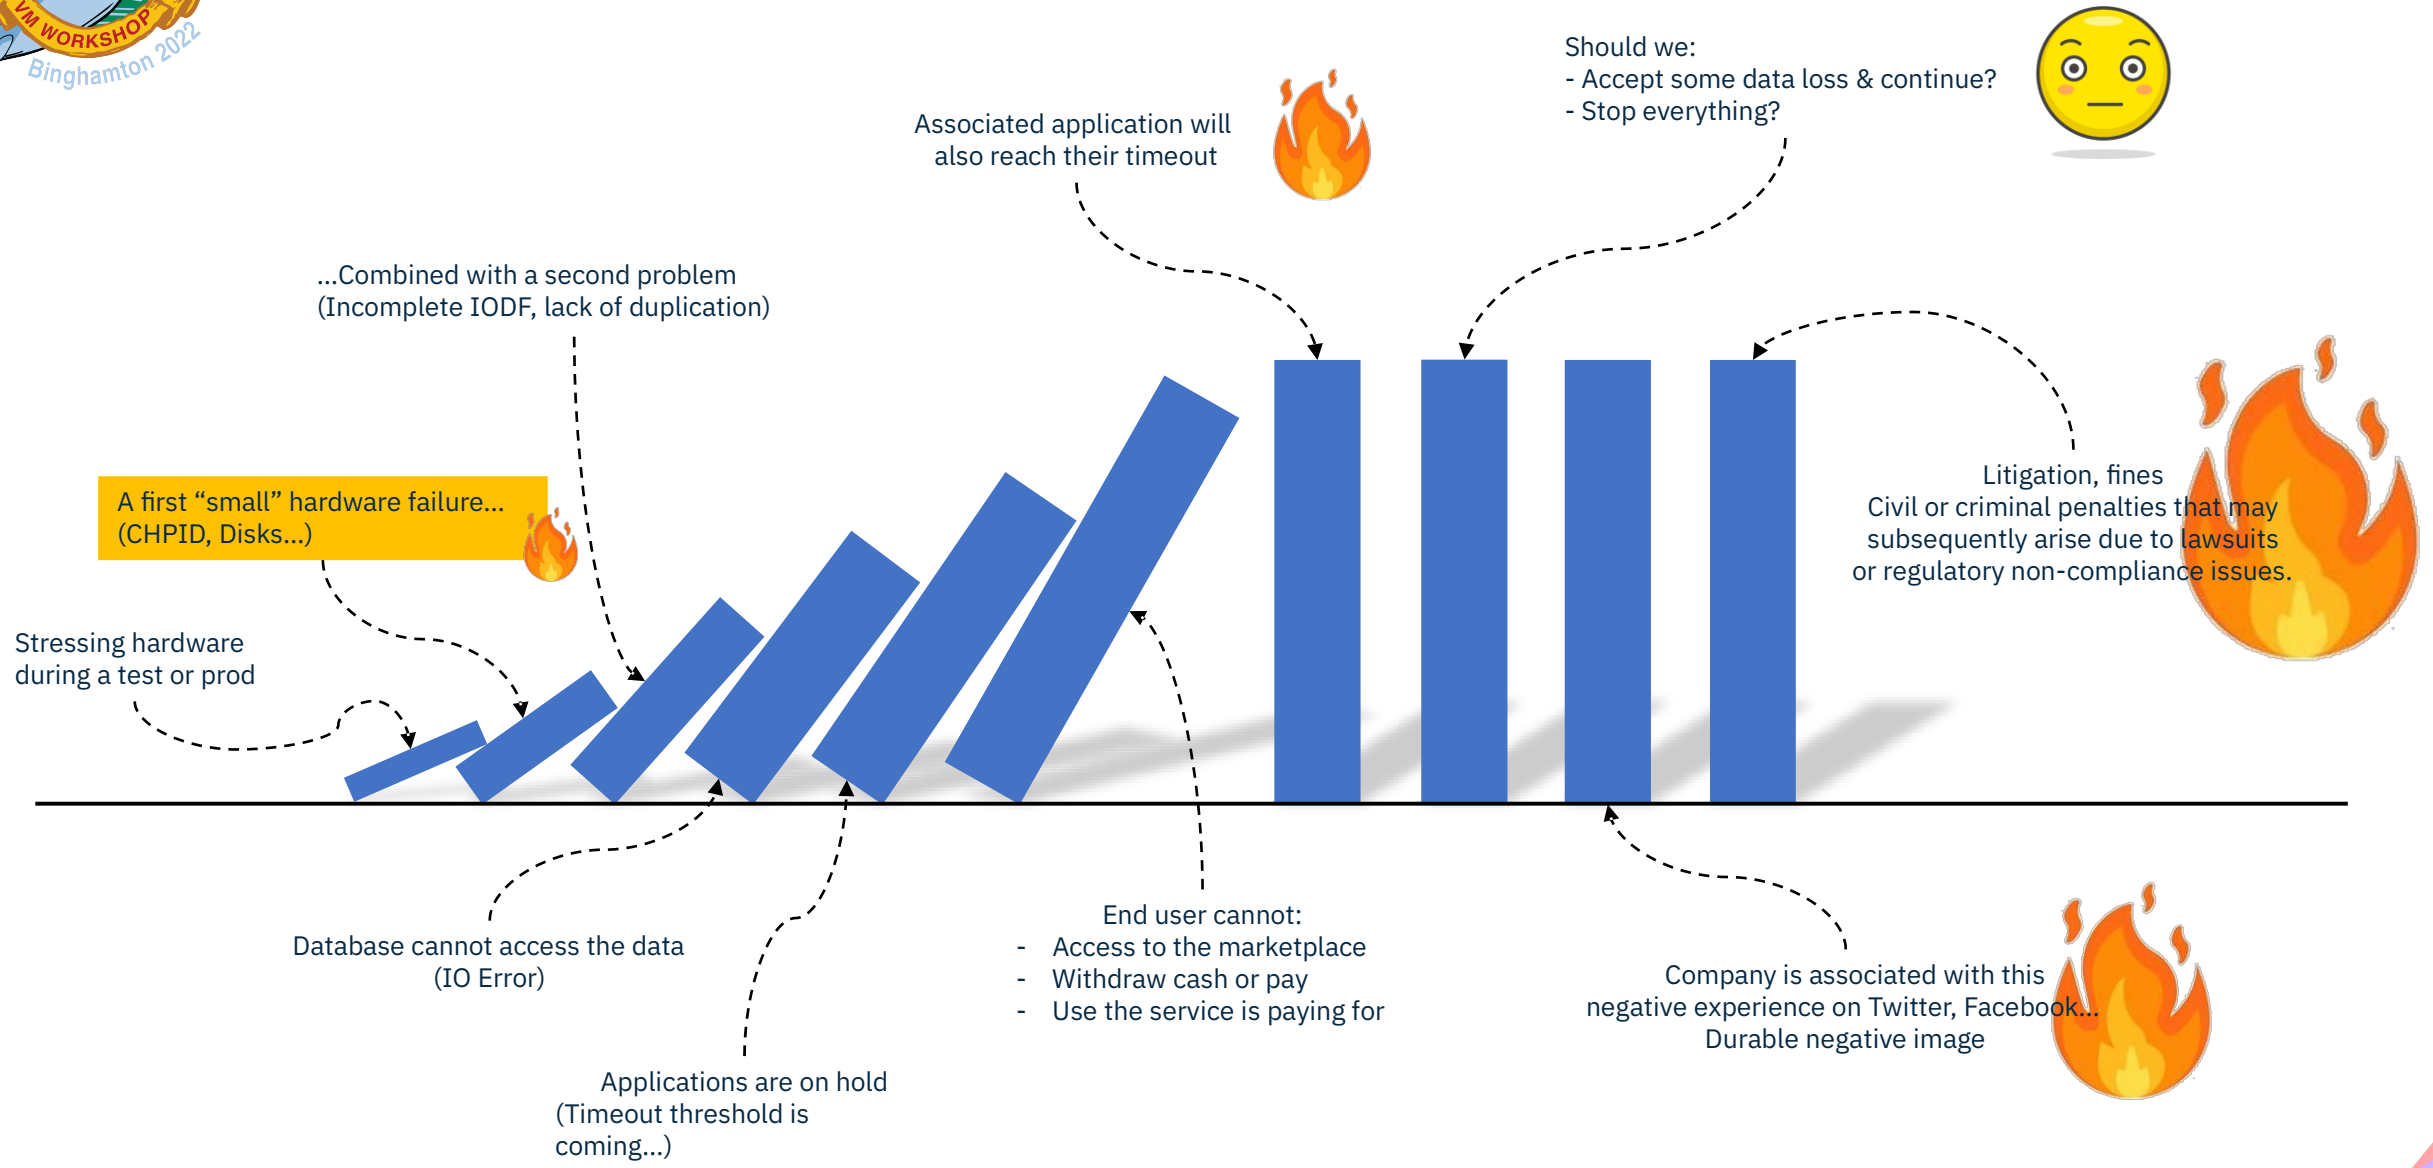 VM WORKSHOP
Binghamton 2022
Should we:
- Accept some data loss & continue?
- Stop everything?
Associated application will
also reach their timeout
...Combined with a second problem
(Incomplete IODF, lack of duplication)
A first “small” hardware failure...
(CHPID, Disks...)
Litigation, fines
Civil or criminal penalties that may
subsequently arise due to lawsuits
or regulatory non-compliance issues.
Stressing hardware
during a test or prod
Database cannot access the data
(IO Error)
Applications are on hold
(Timeout threshold is
coming...)
End user cannot:
- Access to the marketplace
- Withdraw cash or pay
- Use the service is paying for
Company is associated with this
negative experience on Twitter, Facebook...
Durable negative image